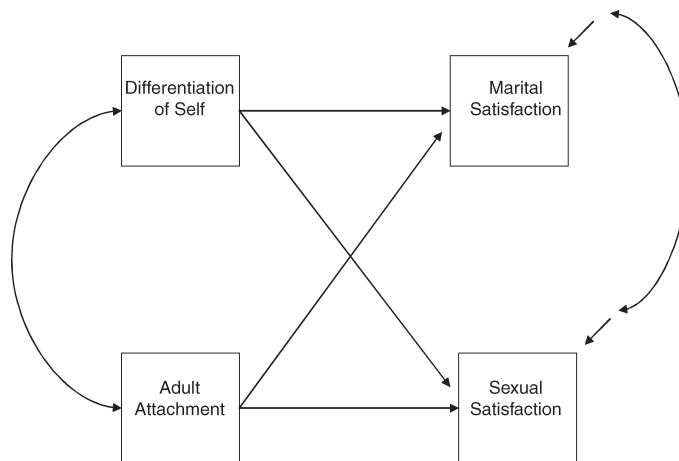 Differentiation
of Self
Marital
Satisfaction
Adult
Attachment
Sexual
Satisfaction